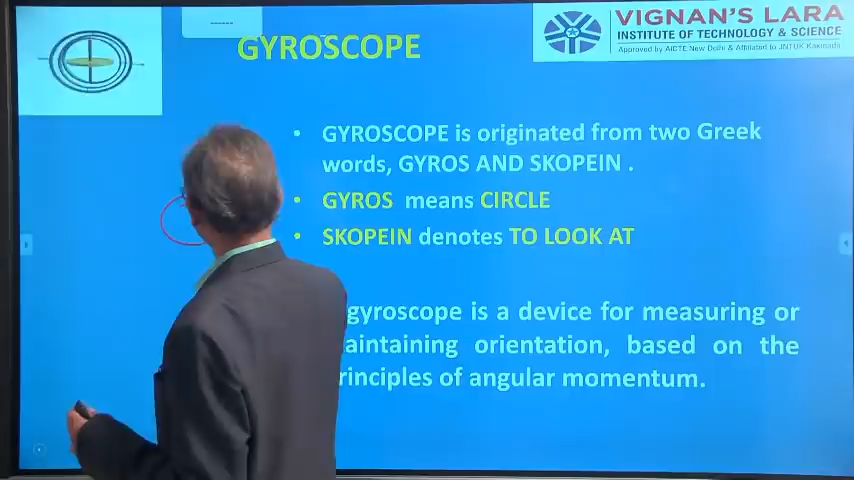 VIGNAN'S LARA
INSTITUTE OF TECHNOLOGY & SCIENCE
Approved by AICTE New Delhi & Affiliated to JNTUK Kakinada
GYROSCOPE
• GYROSCOPE is originated from two Greek
words, GYROS AND SKOPEIN .
• GYROS means CIRCLE
• SKOPEIN denotes TO LOOK AT
gyroscope is a device for measuring or
aintaining orientation, based on the
rinciples of angular momentum.